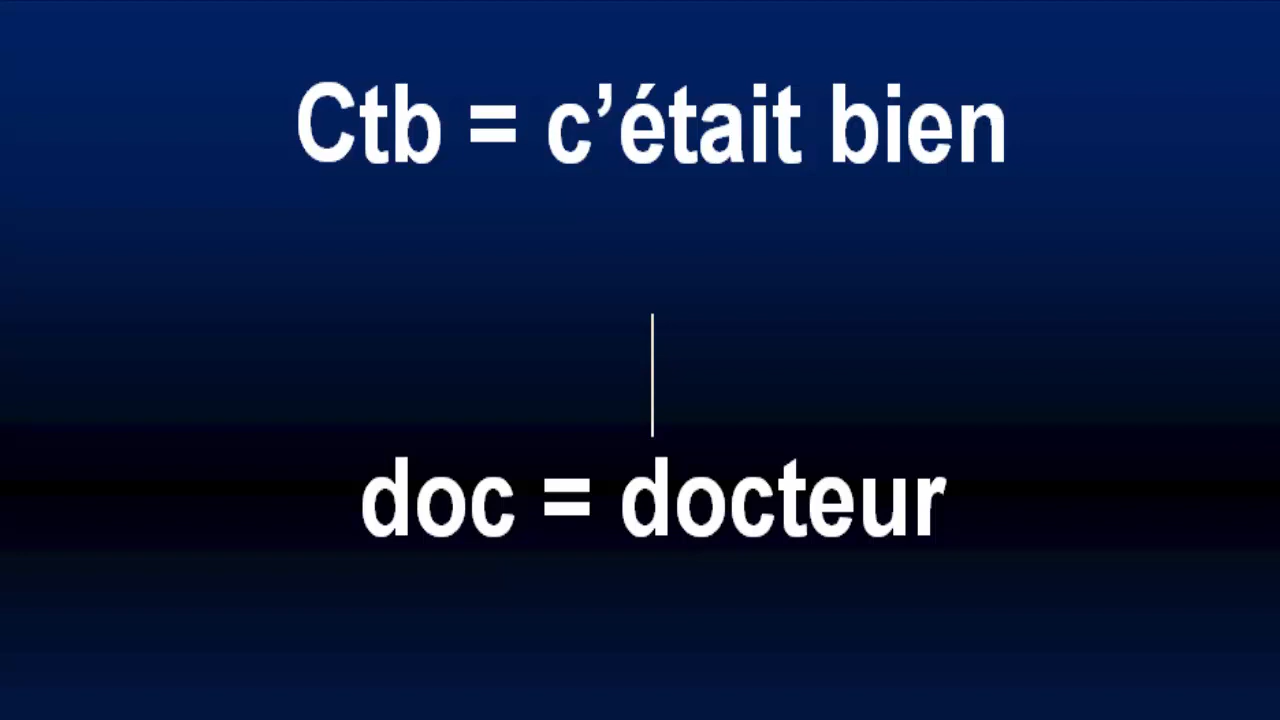 Ctb = c’était bien
doc = docteur